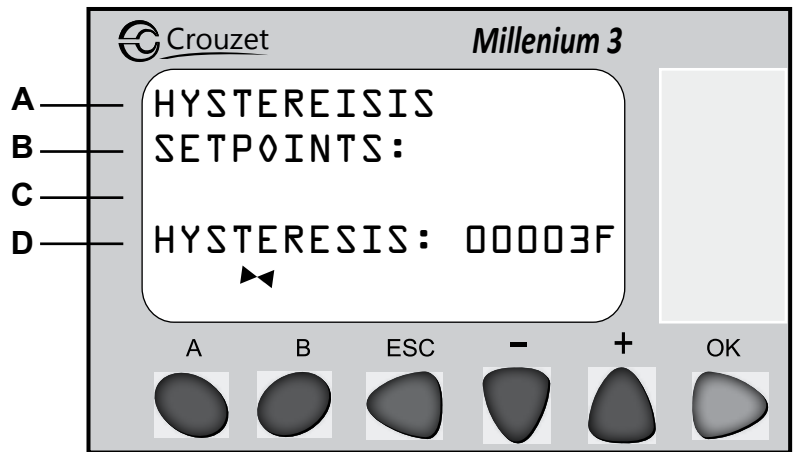 Crouzet Millenium 3
A
HYSTEREISIS
B
SETPOINTS:
C
D
HYSTERESIS: 00003F
A B ESC - + OK